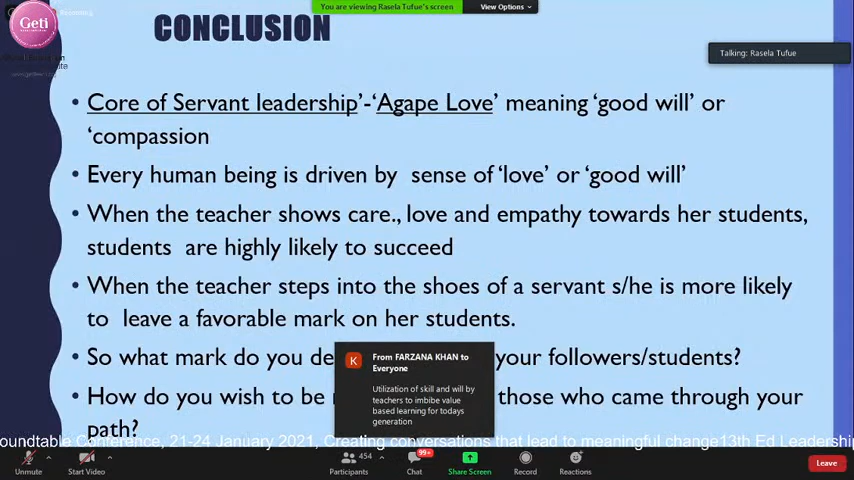 You are viewing Rasela Tufue's screen
View Options
Geti
CONCLUSION
Talking: Rasela Tufue
• Core of Servant leadership'-'Agape Love' meaning 'good will' or
'compassion
• Every human being is driven by sense of 'love' or 'good will'
• When the teacher shows care., love and empathy towards her students,
students are highly likely to succeed
• When the teacher steps into the shoes of a servant s/he is more likely
to leave a favorable mark on her students.
• So what mark do you your followers/students?
• How do you wish to be those who came through your
path?
K
From FARZANA KHAN to
Everyone
Utilization of skill and will by
teachers to imbibe value
based learning for todays
generation
oundtable Conference, 21-24 January 2021, Creating conversations that lead to meaningful change13th Ed Leadership
Unmute
Start Video
454
Participants
99+
Chat
Share Screen
Record
Reactions
Leave